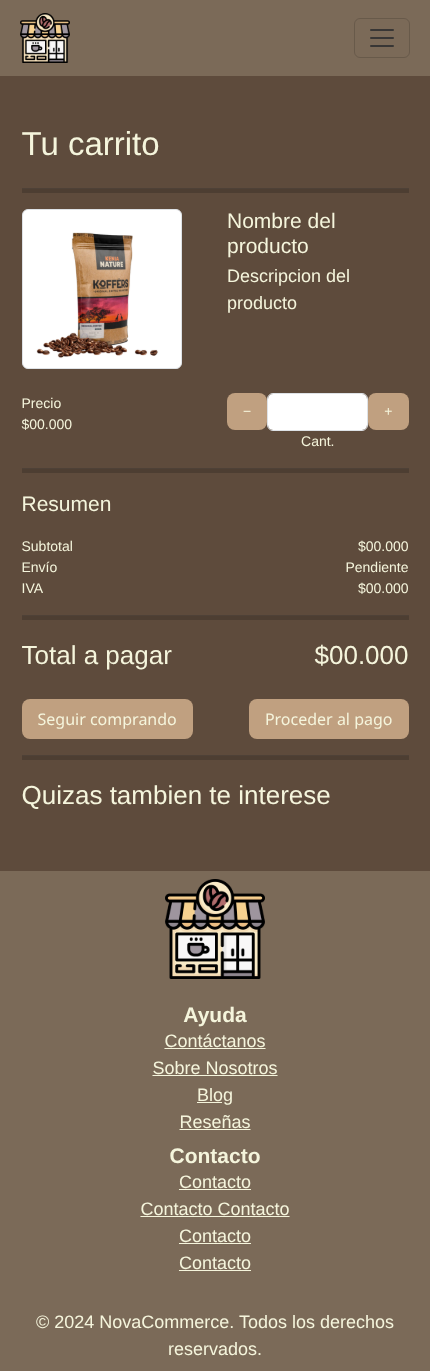 Tu carrito
KENIA
NATURE
KOFFERS
Nombre del
producto
Descripcion del
producto
Precio
$00.000
−
+
Cant.
Resumen
Subtotal $00.000
Envío Pendiente
IVA $00.000
Total a pagar $00.000
Seguir comprando Proceder al pago
Quizas tambien te interese
Ayuda
Contáctanos
Sobre Nosotros
Blog
Reseñas
Contacto
Contacto
Contacto Contacto
Contacto
Contacto
© 2024 NovaCommerce. Todos los derechos
reservados.